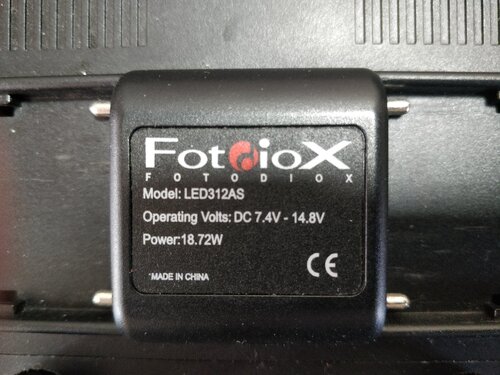 FotodioX
FOTODIOX
Model: LED312AS
Operating Volts: DC 7.4V - 14.8V
Power:18.72W
*MADE IN CHINA
CE